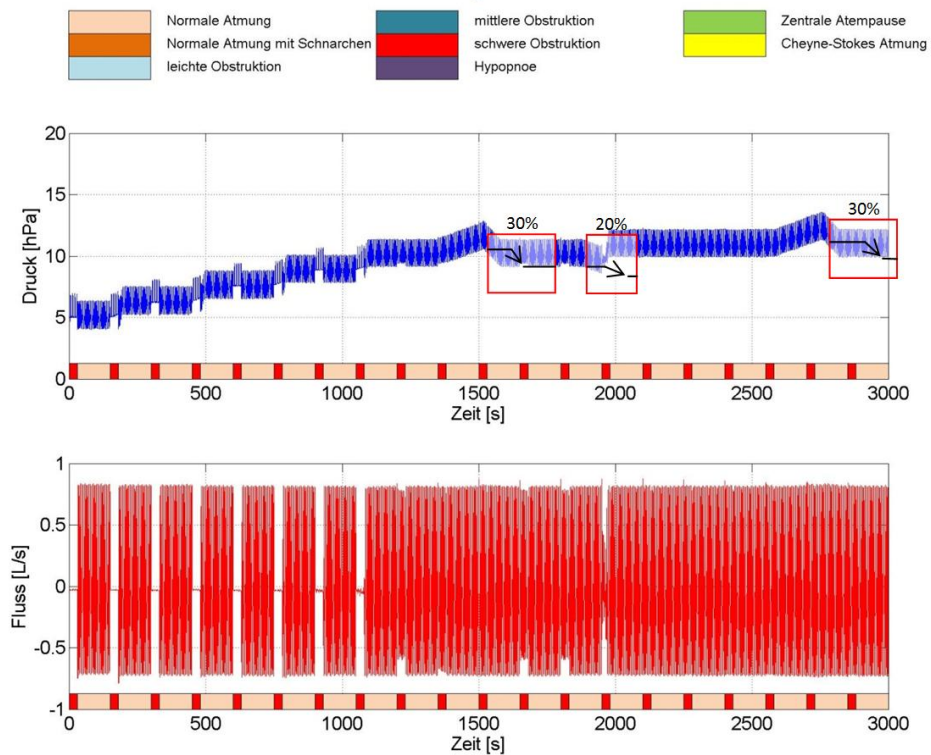 Normale Atmung
mittlere Obstruktion
Zentrale Atempause
Normale Atmung mit Schnarchen
schwere Obstruktion
Cheyne-Stokes Atmung
leichte Obstruktion
Hypopnoe
20
15
10
5
0
Druck [hPa]
30%
20%
30%
0 500 1000 1500 2000 2500 3000
Zeit [s]
1
0.5
0
-0.5
-1
Fluss [L/s]
0 500 1000 1500 2000 2500 3000
Zeit [s]